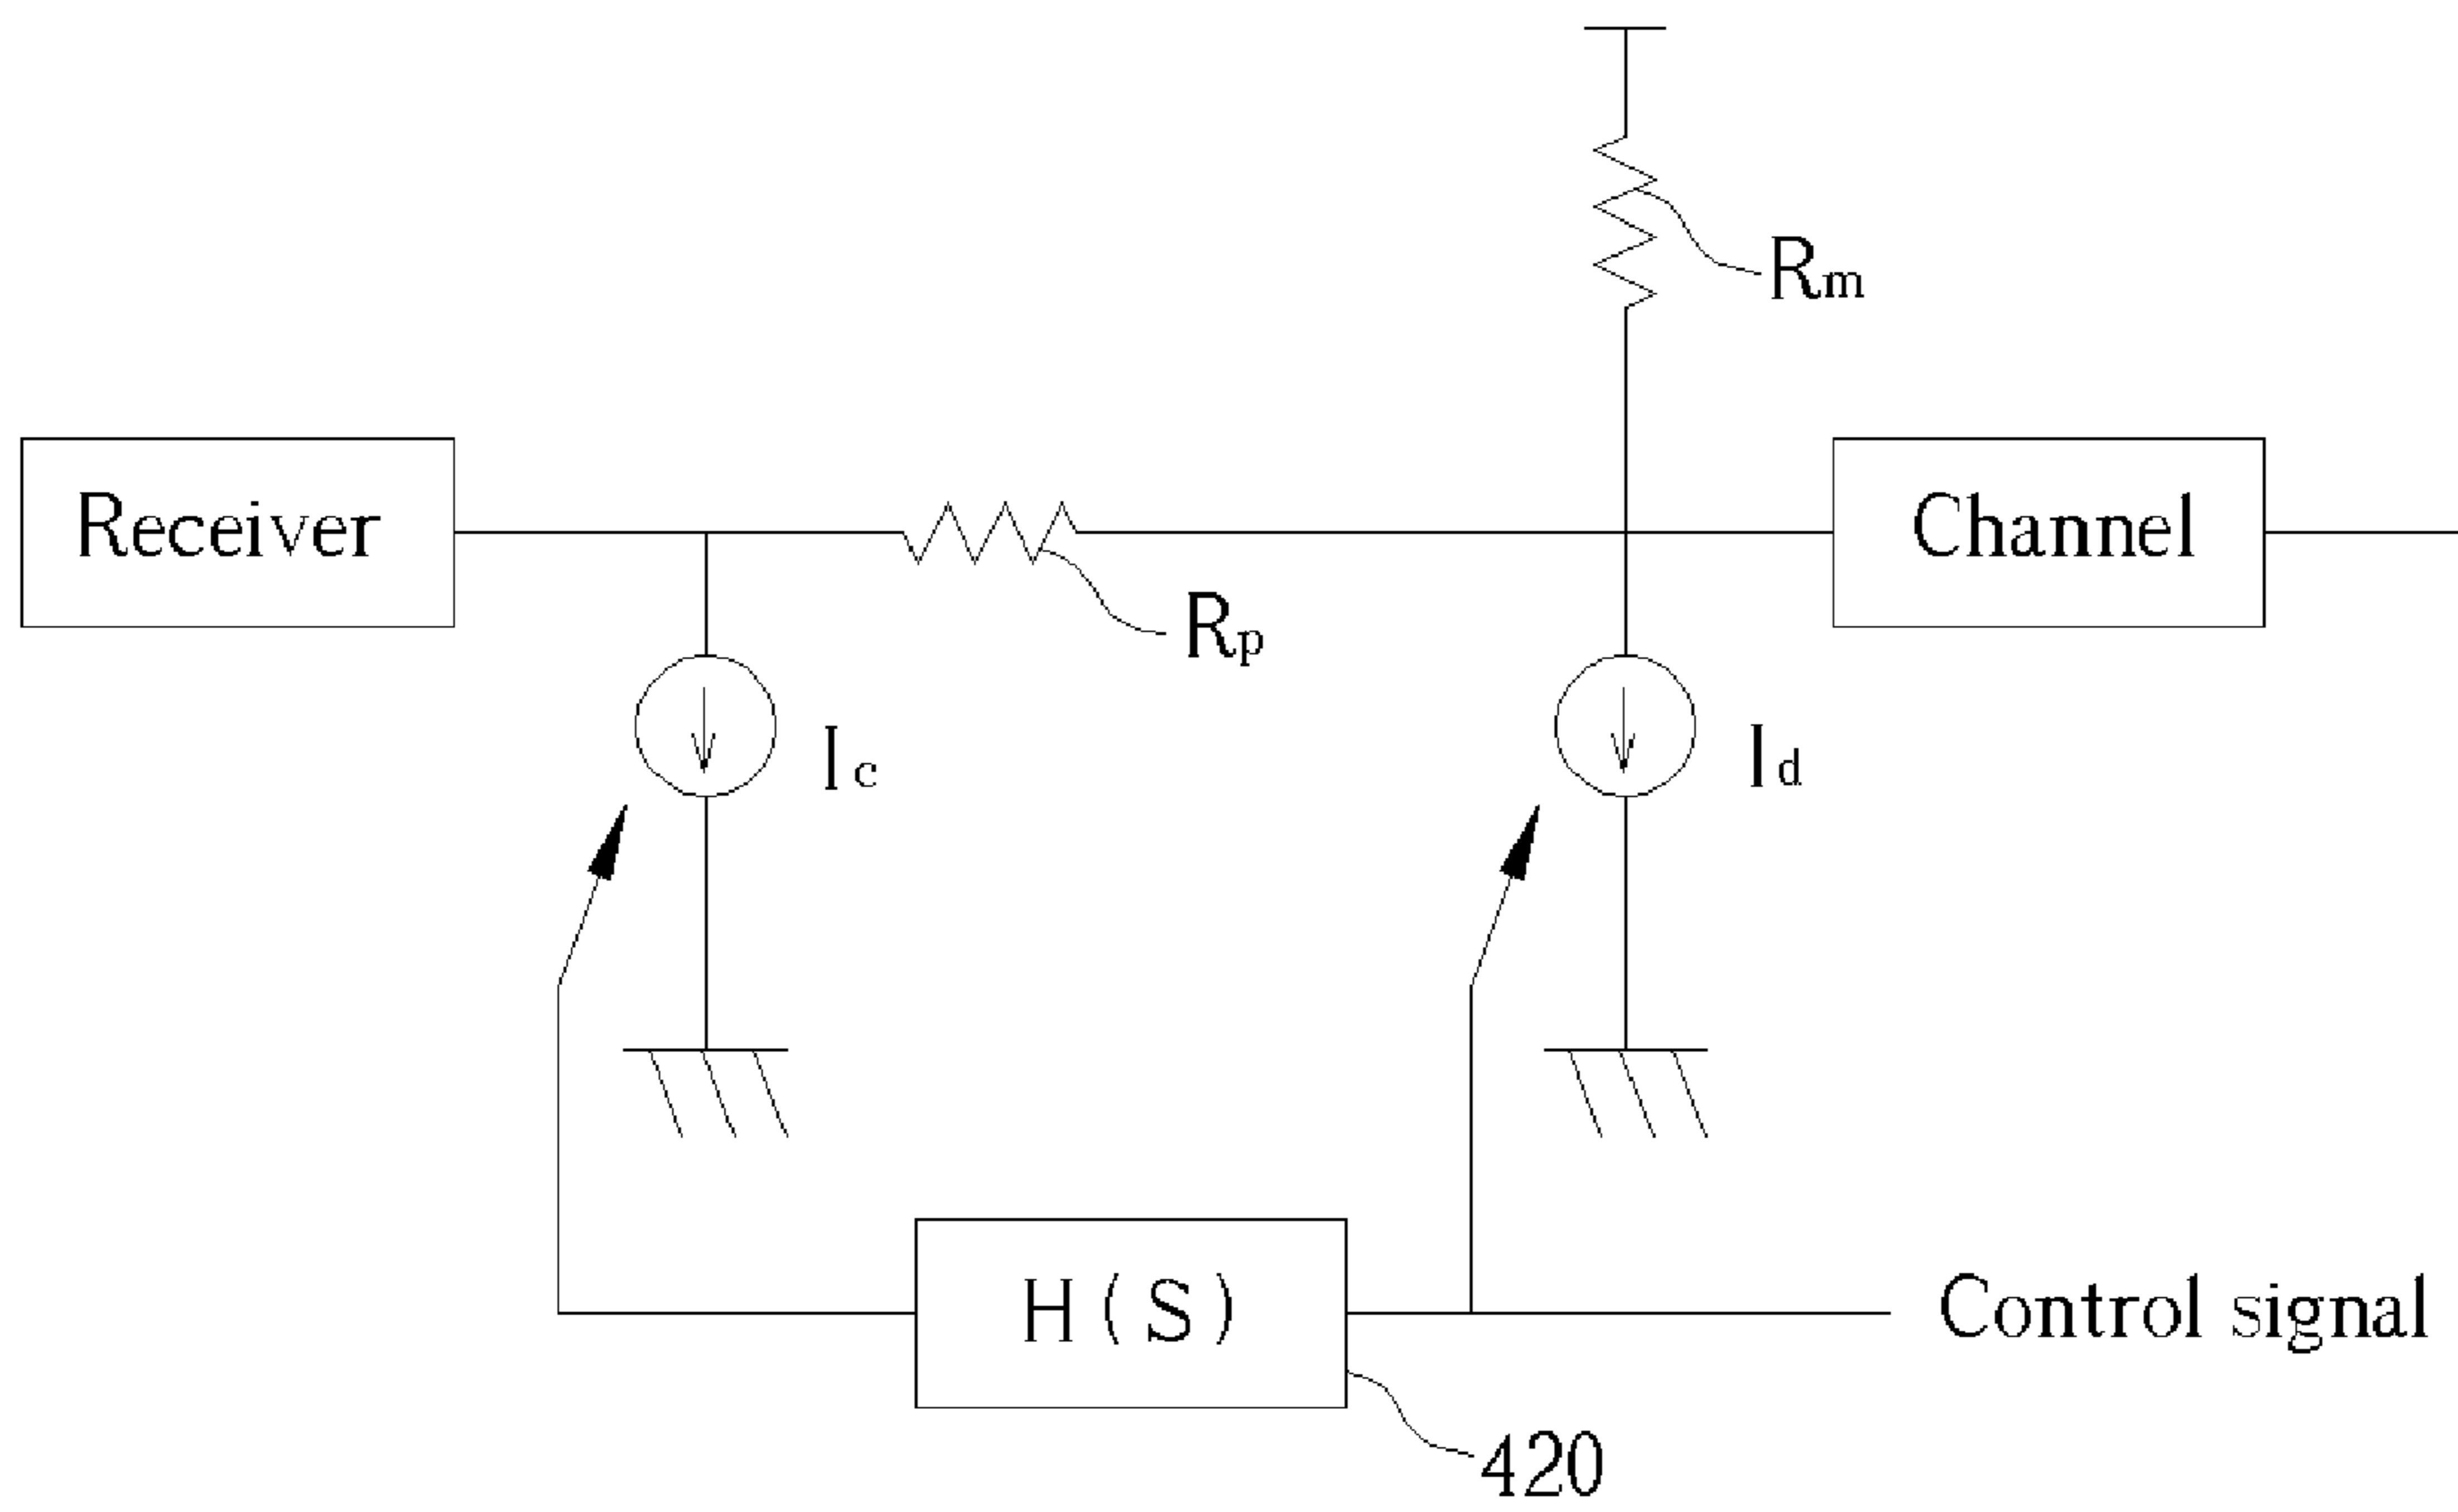 Rm
Receiver
Channel
Rp
Ic
Id
H(S)
Control signal
420